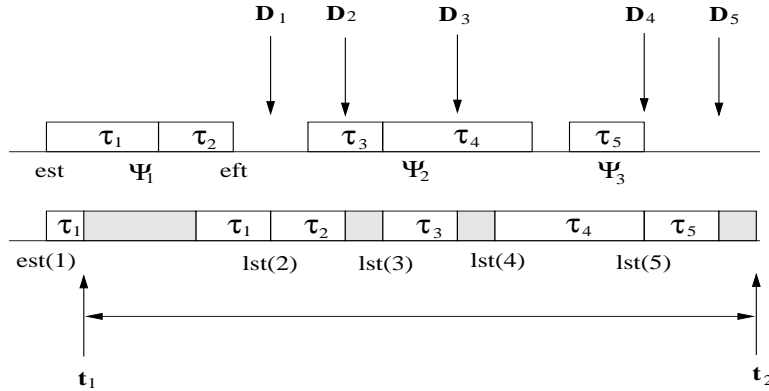 D1 D2 D3 D4 D5
τ1 τ2 τ3 τ4 τ5
est Ψ1 eft Ψ2 Ψ3
τ1 τ1 τ2 τ3 τ4 τ5
est(1) lst(2) lst(3) lst(4) lst(5)
t1 t2